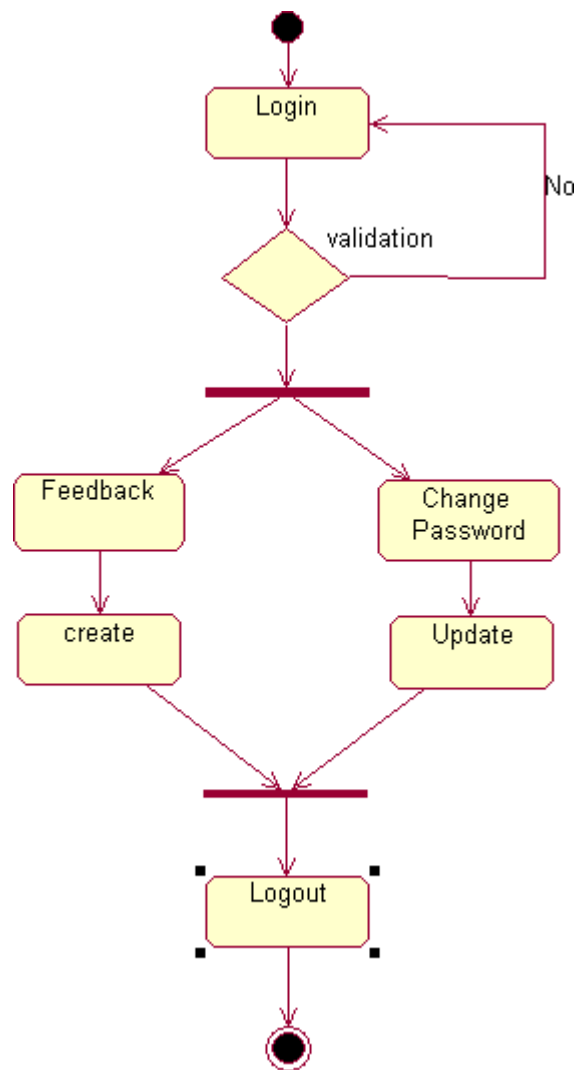 Login
No
validation
Feedback
Change
Password
create
Update
Logout